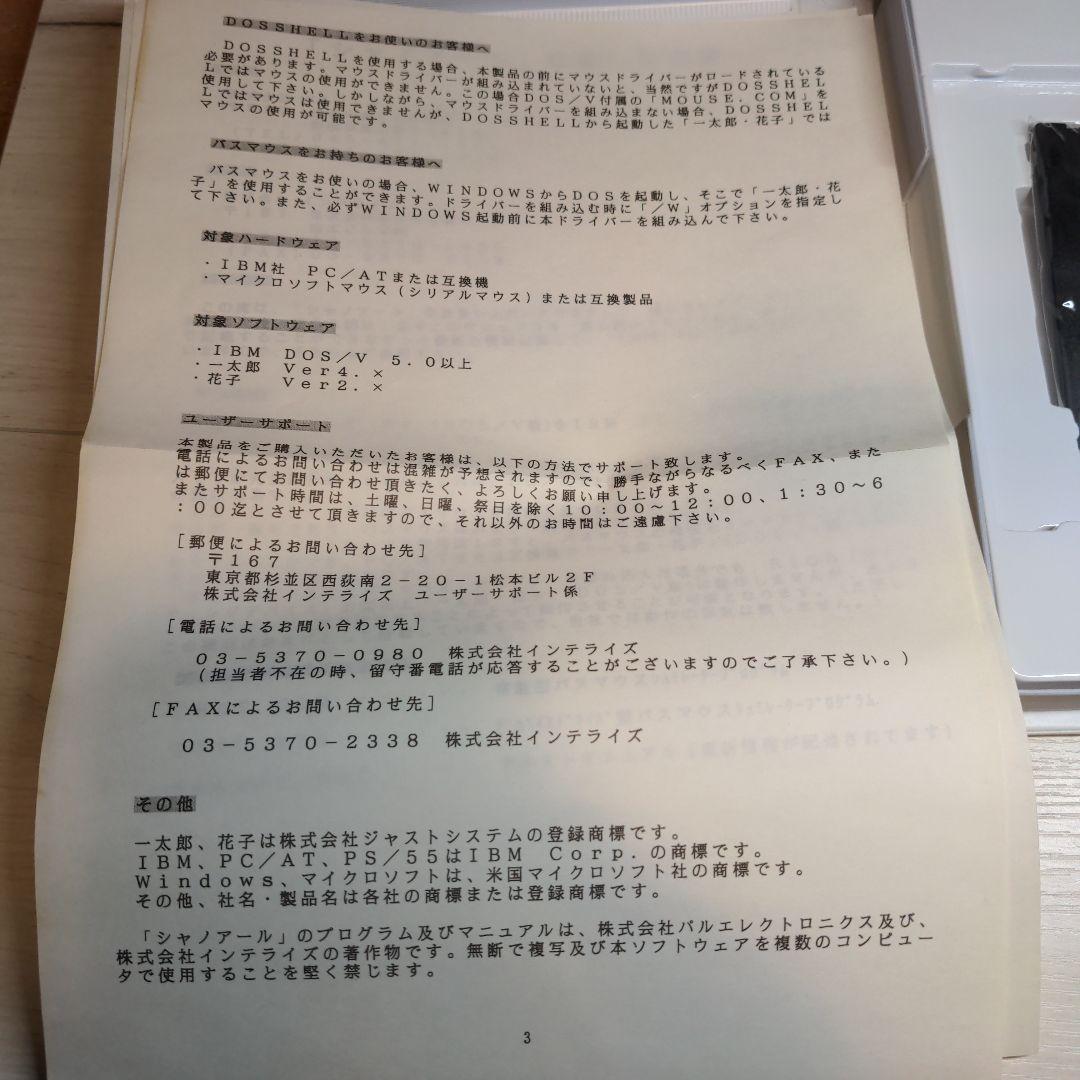 DOSSHELLをお使いのお客様へ
DOSSHELLを使用する場合、本製品の前にマウスドライバーがロードされている
必要があります。マウスドライバーが組み込まれていないと、当然ですがDOSSHEL
Lではマウスの使用ができません。この場合DOS/V付属の「MOUSE.COM」を
使用して下さい。しかしながら、マウスドライバーを組み込まない場合、DOSSHEL
Lではマウスは使用できませんが、DOSSHELLから起動した「一太郎・花子」では
マウスの使用が可能です。
バスマウスをお持ちのお客様へ
バスマウスをお使いの場合、WINDOWSからDOSを起動し、そこで「一太郎・花
子」を使用することができます。ドライバーを組み込む時に「/W」オプションを指定し
て下さい。また、必ずWINDOWS起動前に本ドライバーを組み込んで下さい。
対象ハードウェア
・IBM社 PC/ATまたは互換機
・マイクロソフトマウス(シリアルマウス)または互換製品
対象ソフトウェア
・IBM DOS/V 5.0以上
・一太郎 Ver4.×
・花子 Ver2.×
ユーザーサポート
本製品をご購入いただいたお客様は、以下の方法でサポート致します。
電話によるお問い合わせは混雑が予想されますので、勝手ながらなるべくFAX、また
は郵便にてお問い合わせ頂きたく、よろしくお願い申し上げます。
またサポート時間は、土曜、日曜、祭日を除く10:00~12:00、1:30~6
:00迄とさせて頂きますので、それ以外のお時間はご遠慮下さい。
[郵便によるお問い合わせ先]
〒167
東京都杉並区西荻南2-20-1松本ビル2F
株式会社インテライズ ユーザーサポート係
[電話によるお問い合わせ先]
03-5370-0980 株式会社インテライズ
(担当者不在の時、留守番電話が応答することがございますのでご了承下さい。)
[FAXによるお問い合わせ先]
03-5370-2338 株式会社インテライズ
その他
一太郎、花子は株式会社ジャストシステムの登録商標です。
IBM、PC/AT、PS/55はIBM Corp.の商標です。
Windows、マイクロソフトは、米国マイクロソフト社の商標です。
その他、社名・製品名は各社の商標または登録商標です。
「シャノアール」のプログラム及びマニュアルは、株式会社パルエレクトロニクス及び、
株式会社インテライズの著作物です。無断で複写及び本ソフトウェアを複数のコンピュー
タで使用することを堅く禁じます。
3